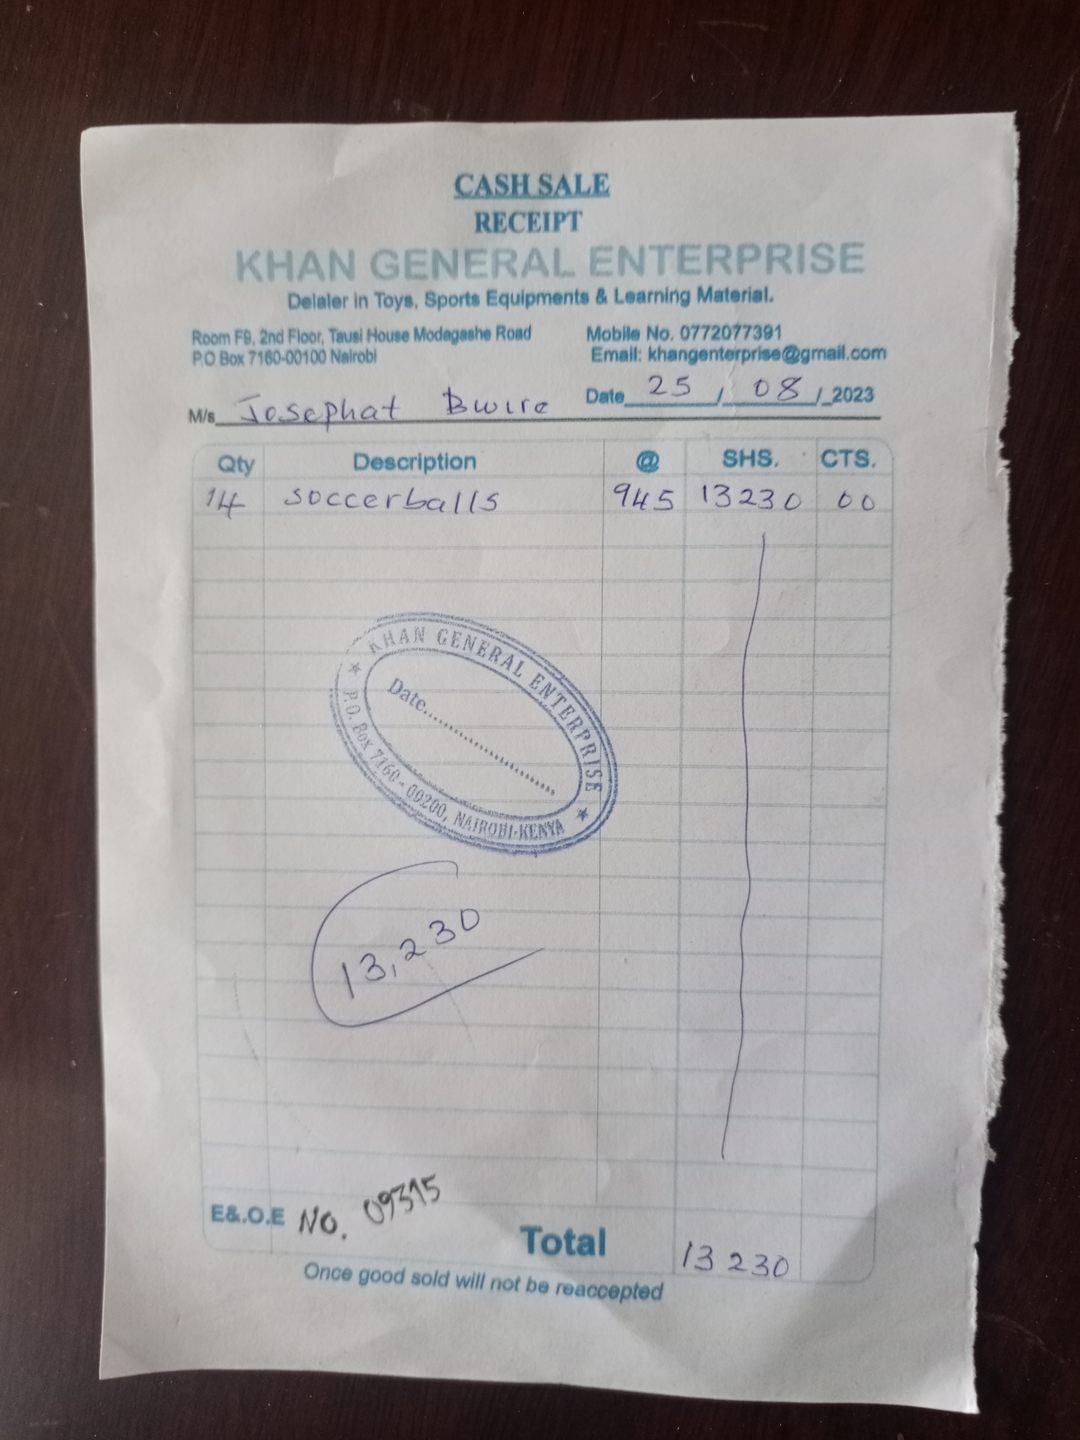 CASH SALE
RECEIPT
KHAN GENERAL ENTERPRISE
Delaler in Toys, Sports Equipments & Learning Material.
Room F9, 2nd Floor, Tausi House Modagashe Road
P.O Box 7160-00100 Nairobi
Mobile No. 0772077391
Email: khangenterprise@gmail.com
Date 25 / 08 / 2023
M/s Josephat Bwire
Qty Description @ SHS. CTS.
14 soccerballs 945 13230 00
KHAN GENERAL ENTERPRISE
Date..............................
P.O. Box 7160 - 00200, NAIROBI-KENYA
13,230
E&.O.E No. 09315
Total 13 230
Once good sold will not be reaccepted